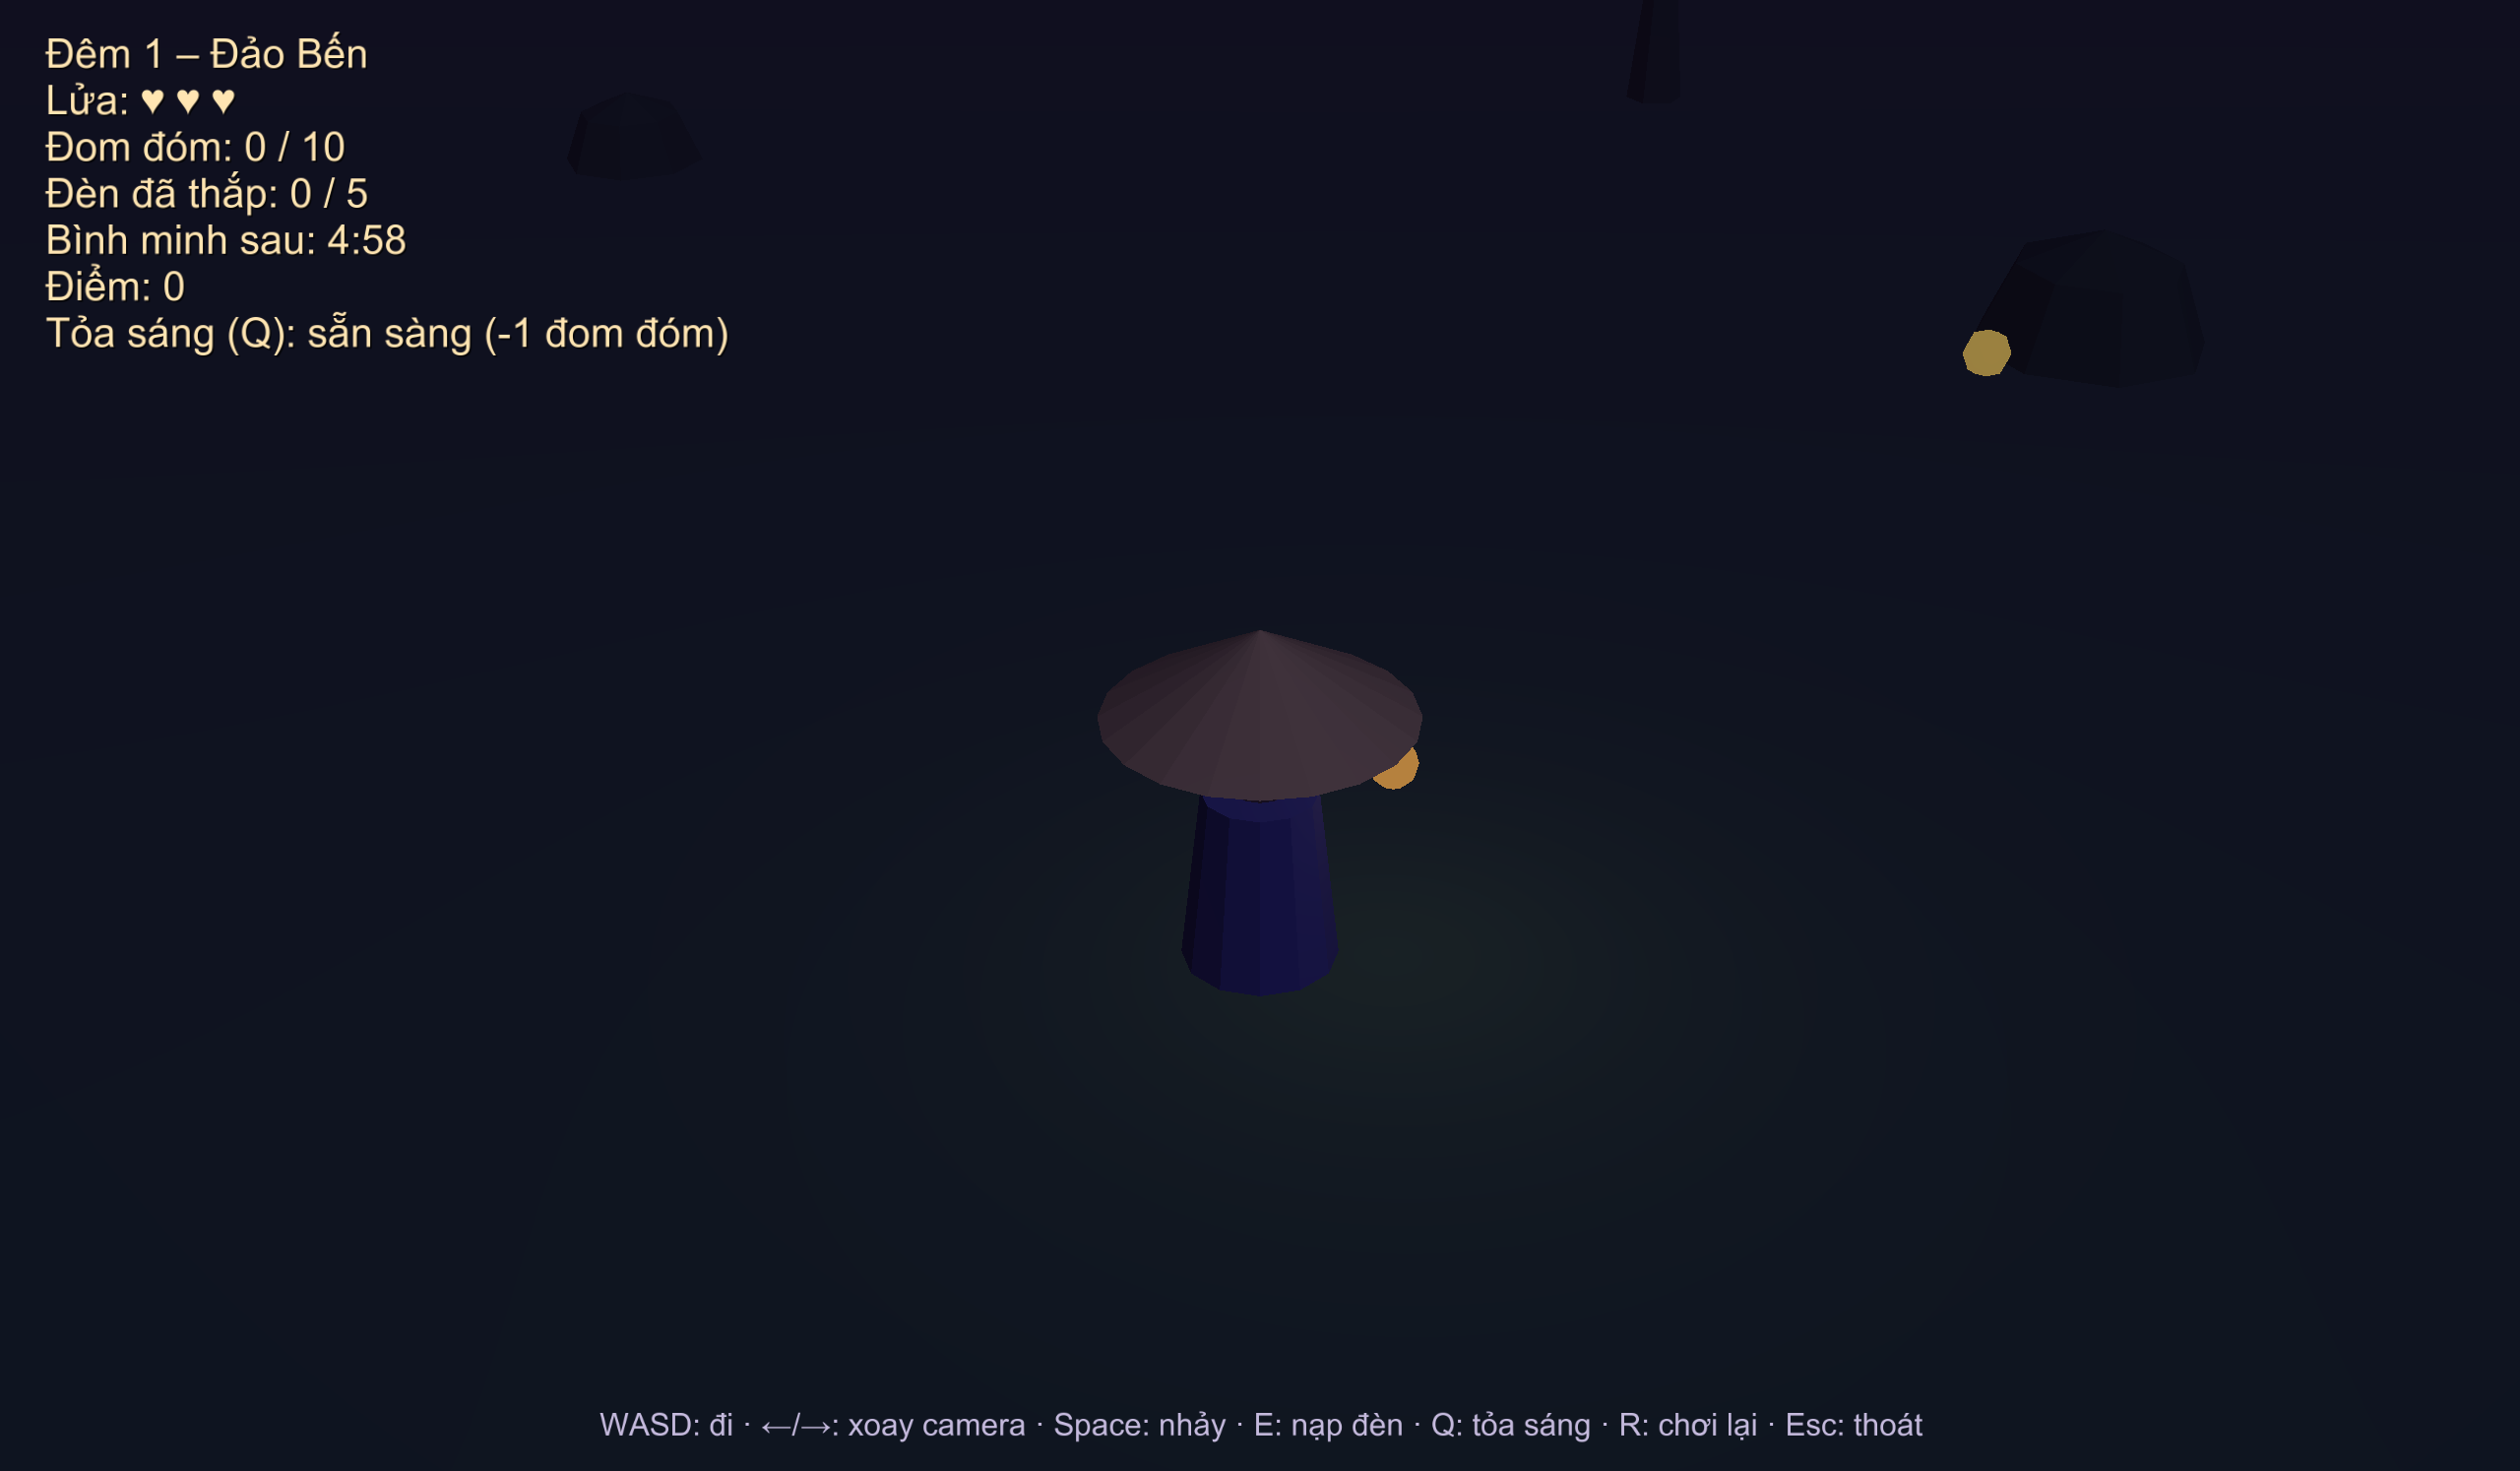 Đêm 1 – Đảo Bến
Lửa: ♥ ♥ ♥
Đom đóm: 0 / 10
Đèn đã thắp: 0 / 5
Bình minh sau: 4:58
Điểm: 0
Tỏa sáng (Q): sẵn sàng (-1 đom đóm)
WASD: đi · ←/→: xoay camera · Space: nhảy · E: nạp đèn · Q: tỏa sáng · R: chơi lại · Esc: thoát